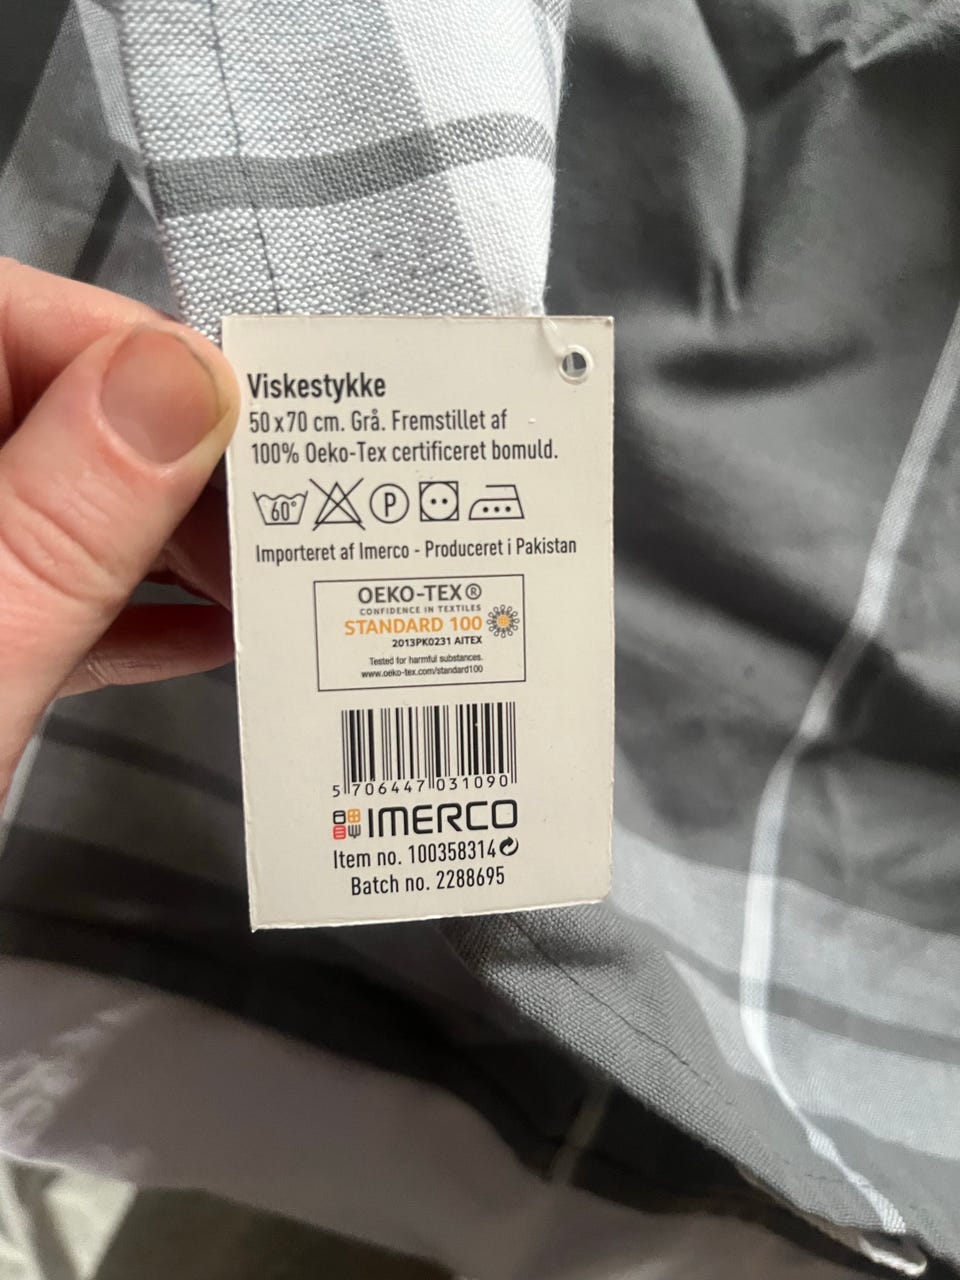 Viskestykke
50 x 70 cm. Grå. Fremstillet af
100% Oeko-Tex certificeret bomuld.
60° P
Importeret af Imerco - Produceret i Pakistan
OEKO-TEX®
CONFIDENCE IN TEXTILES
STANDARD 100
2013PK0231 AITEX
Tested for harmful substances.
www.oeko-tex.com/standard100
5 706447 031090
IMERCO
Item no. 100358314
Batch no. 2288695